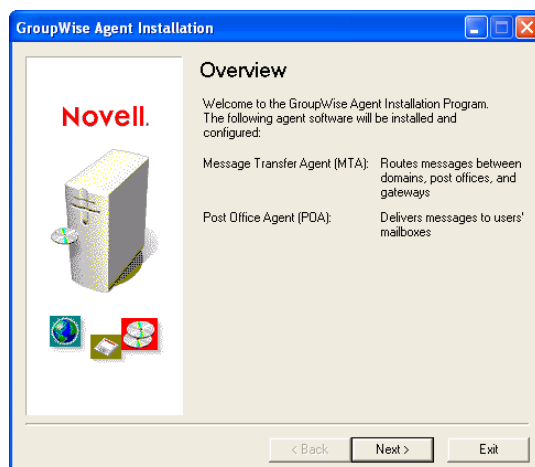 GroupWise Agent Installation
Novell.
Overview
Welcome to the GroupWise Agent Installation Program.
The following agent software will be installed and
configured:
Message Transfer Agent (MTA): Routes messages between
domains, post offices, and
gateways
Post Office Agent (POA): Delivers messages to users'
mailboxes
< Back Next > Exit